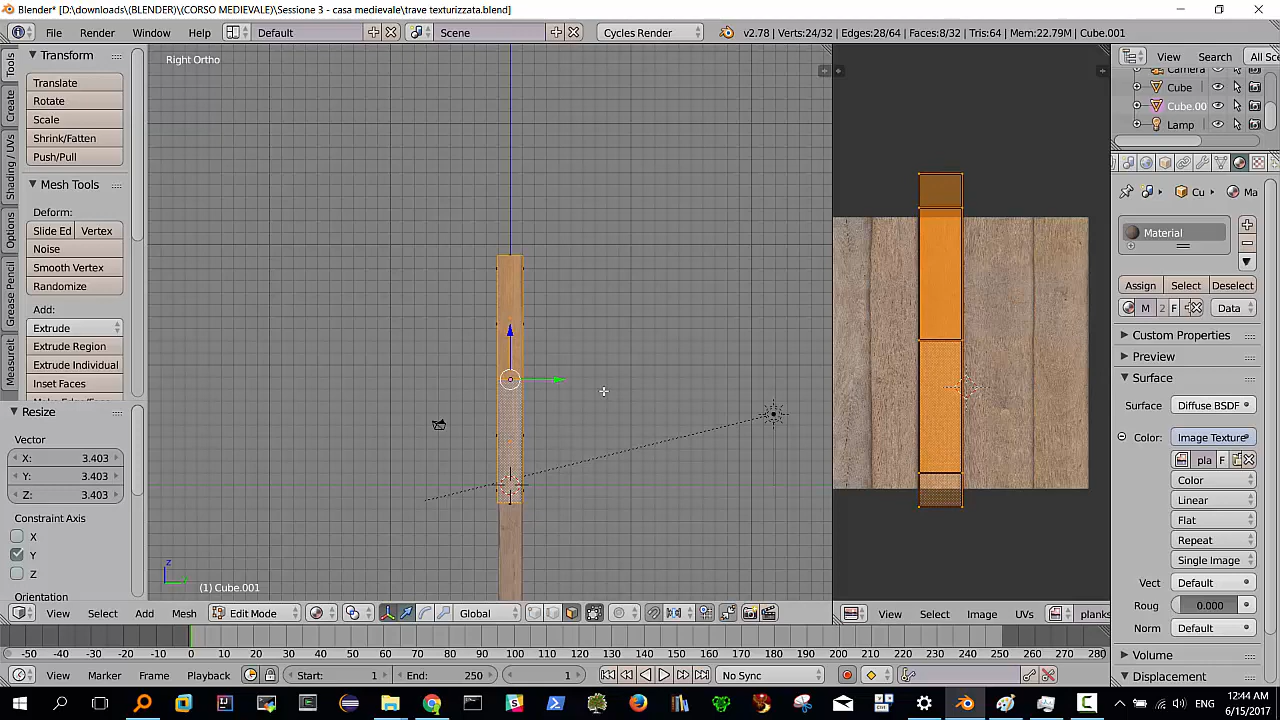 Blender* [D:\downloads\(BLENDER)\(CORSO MEDIEVALE)\Sessione 3 - casa medievale\trave texturizzata.blend]
File Render Window Help Default Scene Cycles Render v2.78 | Verts:24/32 | Edges:28/64 | Faces:8/32 | Tris:64 | Mem:22.79M | Cube.001
View Search All Sce
Tools
Create
Shading / UVs
Options
Grease Pencil
Measureit
Transform
Translate
Rotate
Scale
Shrink/Fatten
Push/Pull
Mesh Tools
Deform:
Slide Ed Vertex
Noise
Smooth Vertex
Randomize
Add:
Extrude
Extrude Region
Extrude Individual
Inset Faces
Resize
Vector
X: 3.403
Y: 3.403
Z: 3.403
Constraint Axis
X
Y
Z
Orientation
Right Ortho
z
(1) Cube.001
View Select Add Mesh Edit Mode Global
View Select Image UVs planke
Camera
Cube
Cube.00
Lamp
Cu Ma
Material
Assign Select Deselect
M 2 F Data
Custom Properties
Preview
Surface
Surface Diffuse BSDF
Color: Image Texture
pla F
Color
Linear
Flat
Repeat
Single Image
Vect Default
Roug 0.000
Norm Default
Volume
Displacement
-50 -40 -30 -20 -10 0 10 20 30 40 50 60 70 80 90 100 110 120 130 140 150 160 170 180 190 200 210 220 230 240 250 260 270 280
View Marker Frame Playback Start: 1 End: 250 1 No Sync
ENG
12:44 AM
6/15/2017